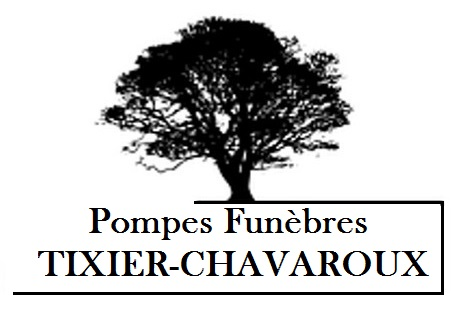 Pompes Funèbres
TIXIER-CHAVAROUX